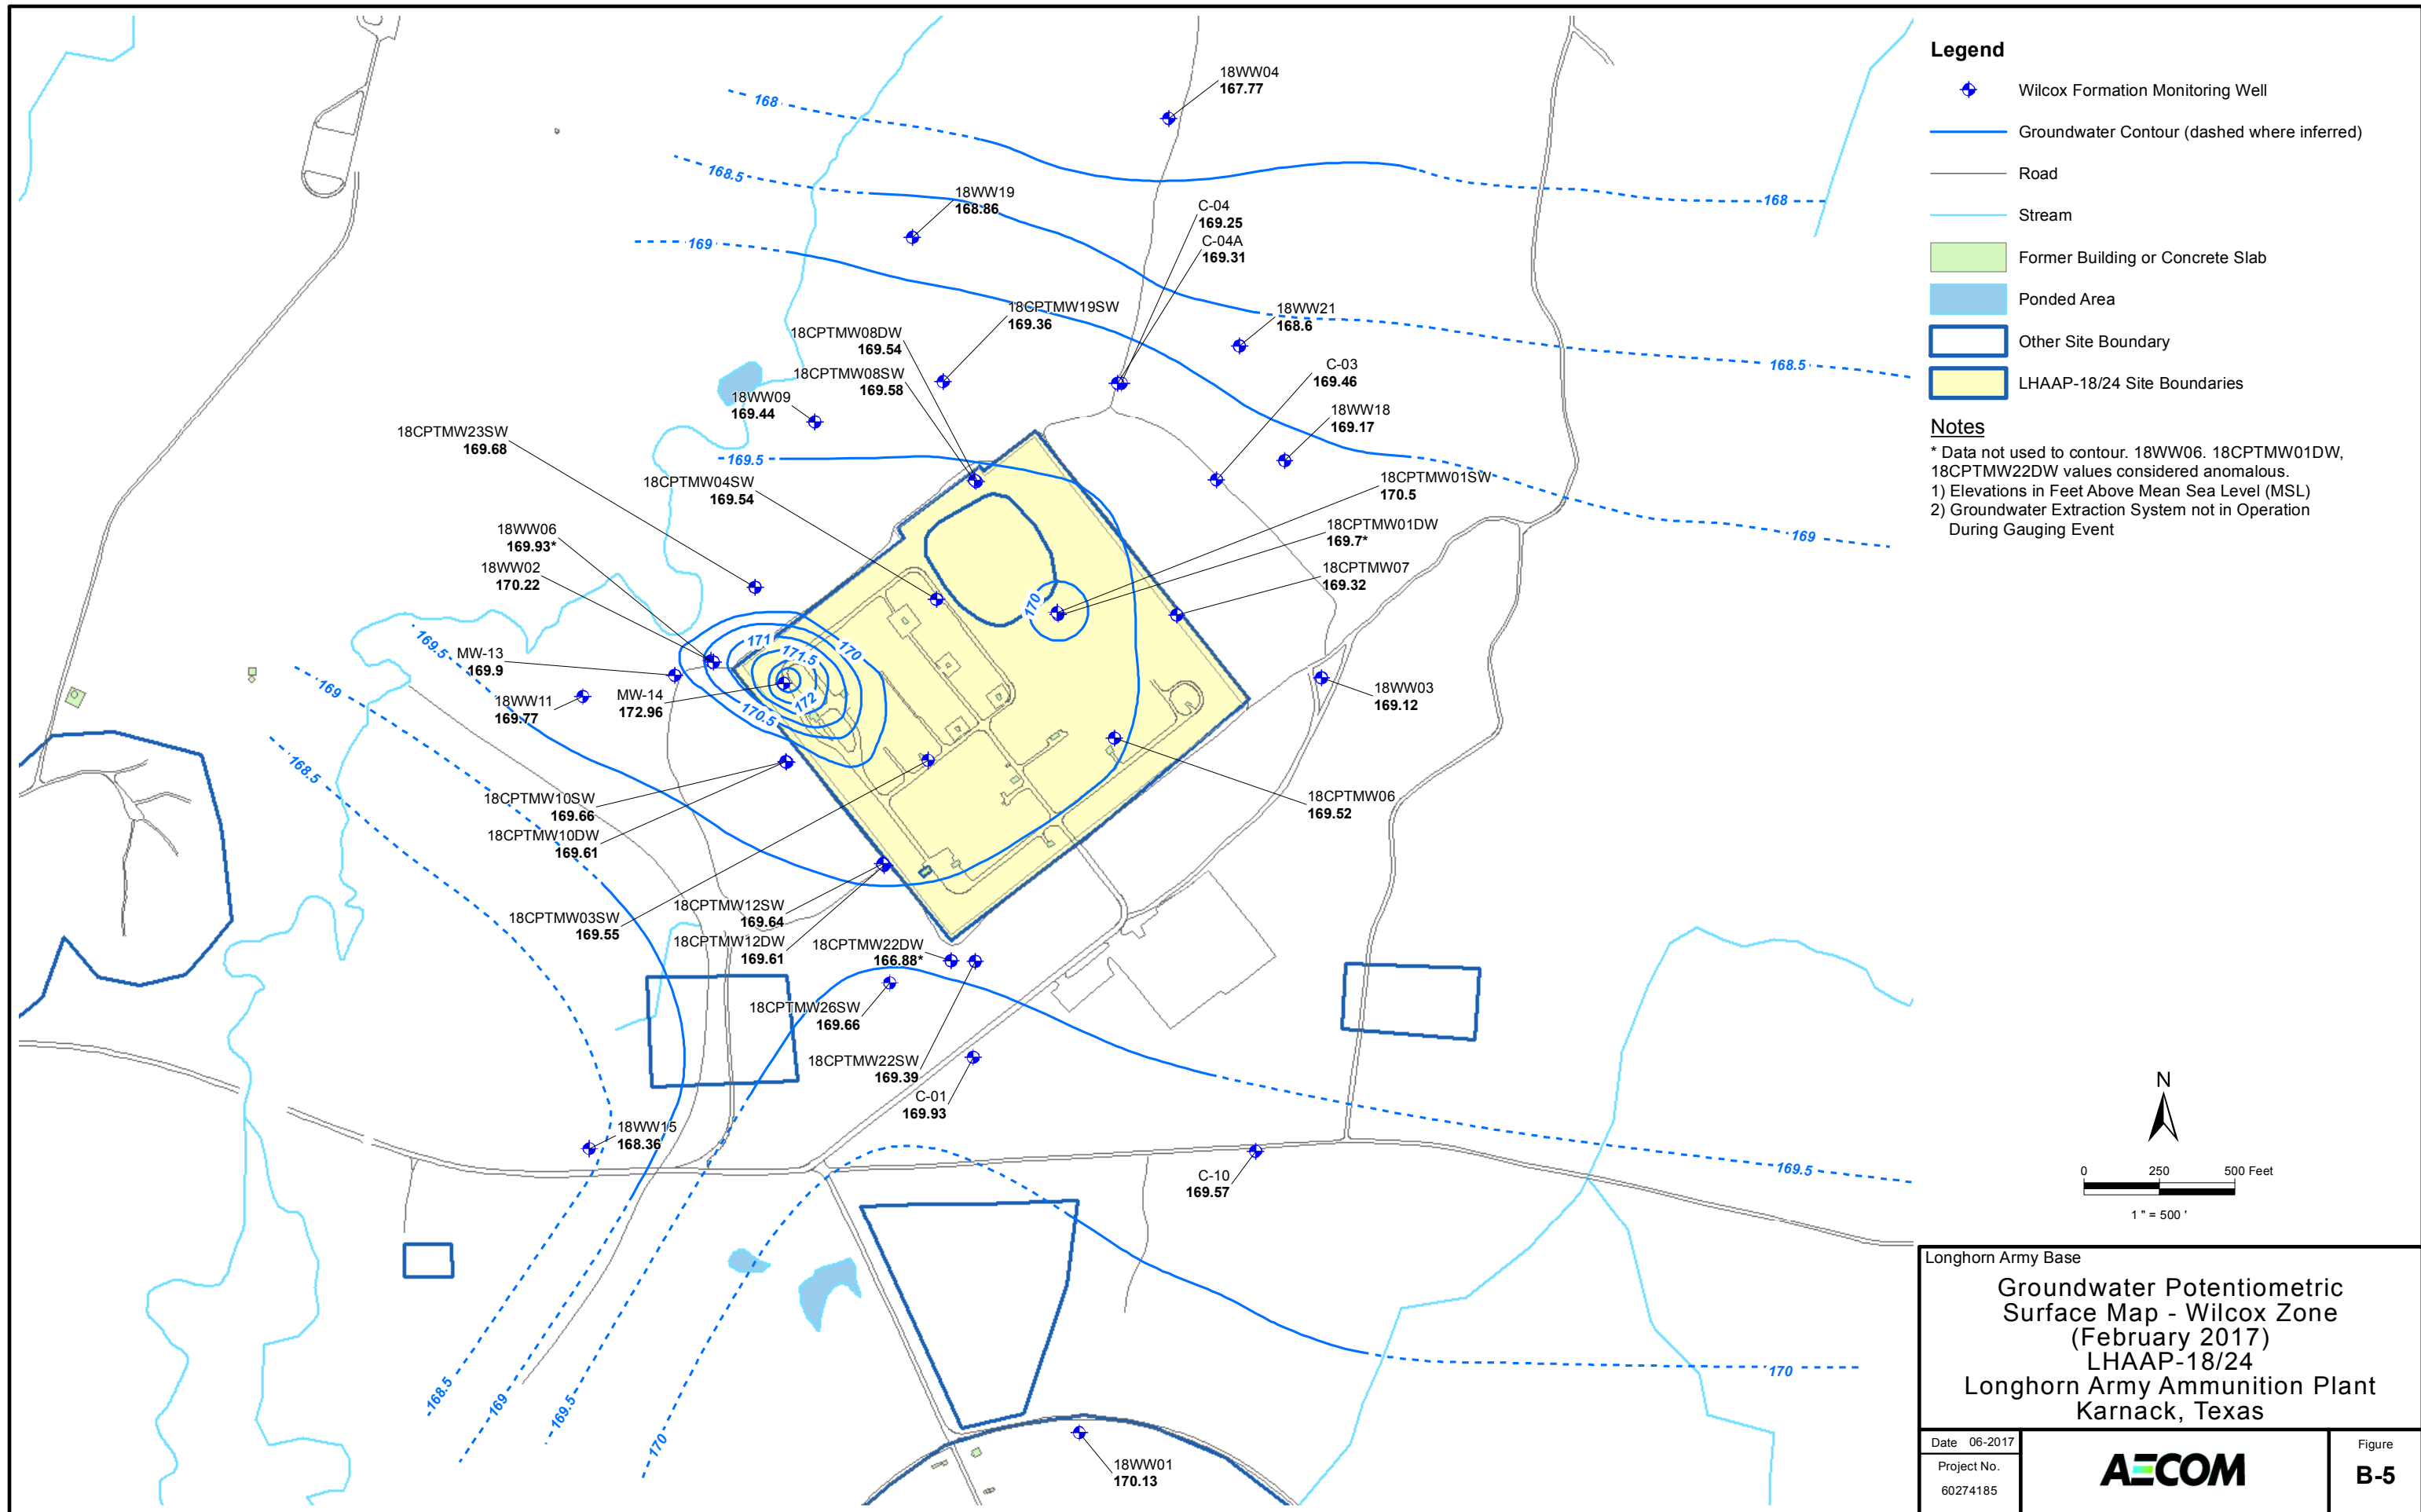 18WW04
167.77
168
168.5
18WW19
168.86
C-04
169.25
C-04A
169.31
168
169
18CPTMW19SW
169.36
18WW21
168.6
18CPTMW08DW
169.54
18CPTMW08SW
169.58
C-03
169.46
168.5
18WW09
169.44
18WW18
169.17
18CPTMW23SW
169.68
169.5
18CPTMW04SW
169.54
18CPTMW01SW
170.5
18WW06
169.93*
18CPTMW01DW
169.7*
169
18WW02
170.22
18CPTMW07
169.32
170
169.5
171
170
171.5
MW-13
169.9
169
18WW11
169.77
MW-14
172.96
172
170.5
18WW03
169.12
168.5
18CPTMW10SW
169.66
18CPTMW06
169.52
18CPTMW10DW
169.61
18CPTMW12SW
169.64
18CPTMW03SW
169.55
18CPTMW12DW
169.61
18CPTMW22DW
166.88*
18CPTMW26SW
169.66
18CPTMW22SW
169.39
C-01
169.93
18WW15
168.36
C-10
169.57
169.5
170
168.5
169
169.5
170
18WW01
170.13
Legend
Wilcox Formation Monitoring Well
Groundwater Contour (dashed where inferred)
Road
Stream
Former Building or Concrete Slab
Ponded Area
Other Site Boundary
LHAAP-18/24 Site Boundaries
Notes
* Data not used to contour. 18WW06. 18CPTMW01DW,
18CPTMW22DW values considered anomalous.
1) Elevations in Feet Above Mean Sea Level (MSL)
2) Groundwater Extraction System not in Operation
During Gauging Event
N
0 250 500 Feet
1 " = 500 '
Longhorn Army Base
Groundwater Potentiometric
Surface Map - Wilcox Zone
(February 2017)
LHAAP-18/24
Longhorn Army Ammunition Plant
Karnack, Texas
Date 06-2017
Project No.
60274185
AECOM
Figure
B-5